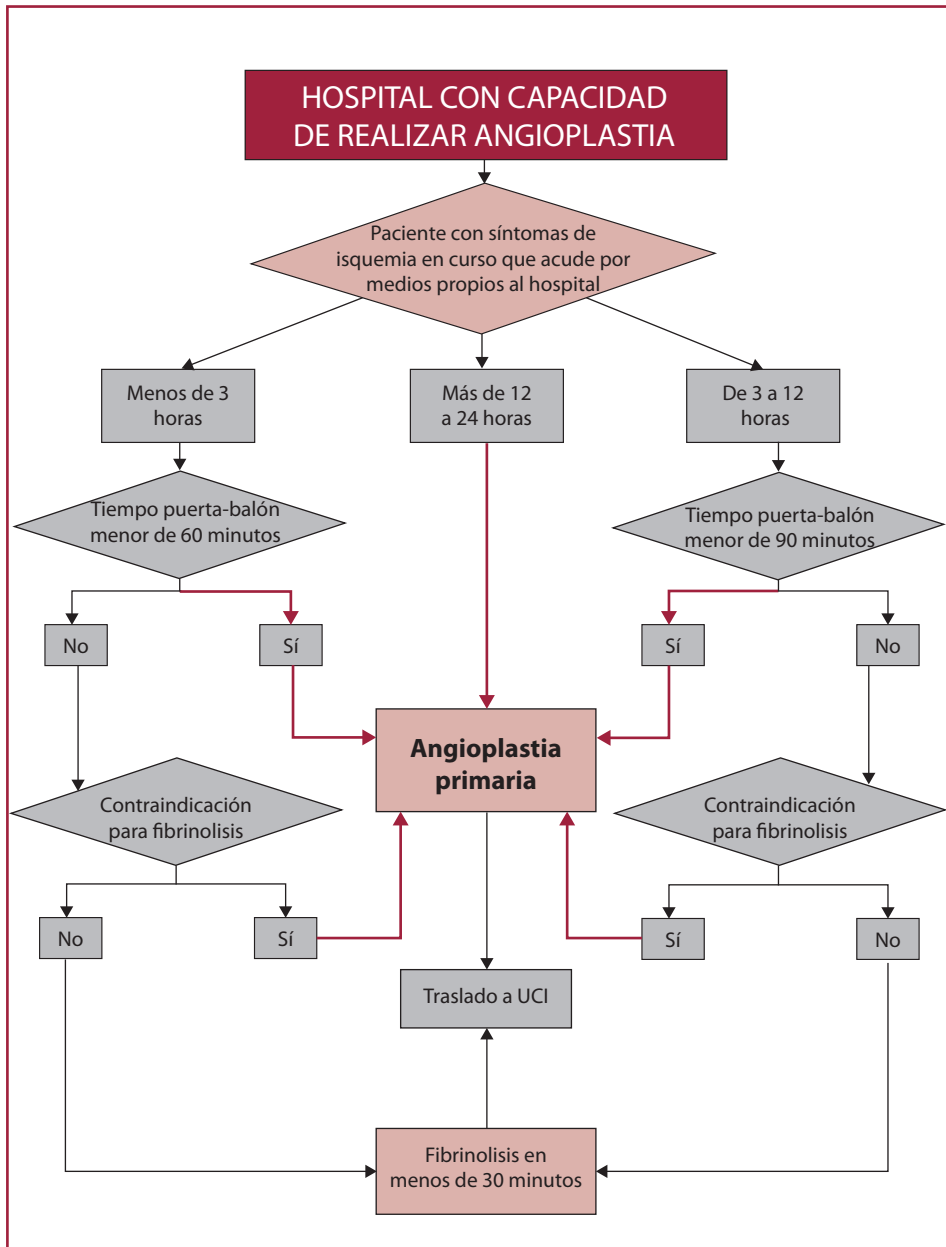 HOSPITAL CON CAPACIDAD
DE REALIZAR ANGIOPLASTIA
Paciente con síntomas de
isquemia en curso que acude por
medios propios al hospital
Menos de 3
horas
Más de 12
a 24 horas
De 3 a 12
horas
Tiempo puerta-balón
menor de 60 minutos
Tiempo puerta-balón
menor de 90 minutos
No
Sí
Sí
No
Angioplastia
primaria
Contraindicación
para fibrinolisis
Contraindicación
para fibrinolisis
No
Sí
Sí
No
Traslado a UCI
Fibrinolisis en
menos de 30 minutos